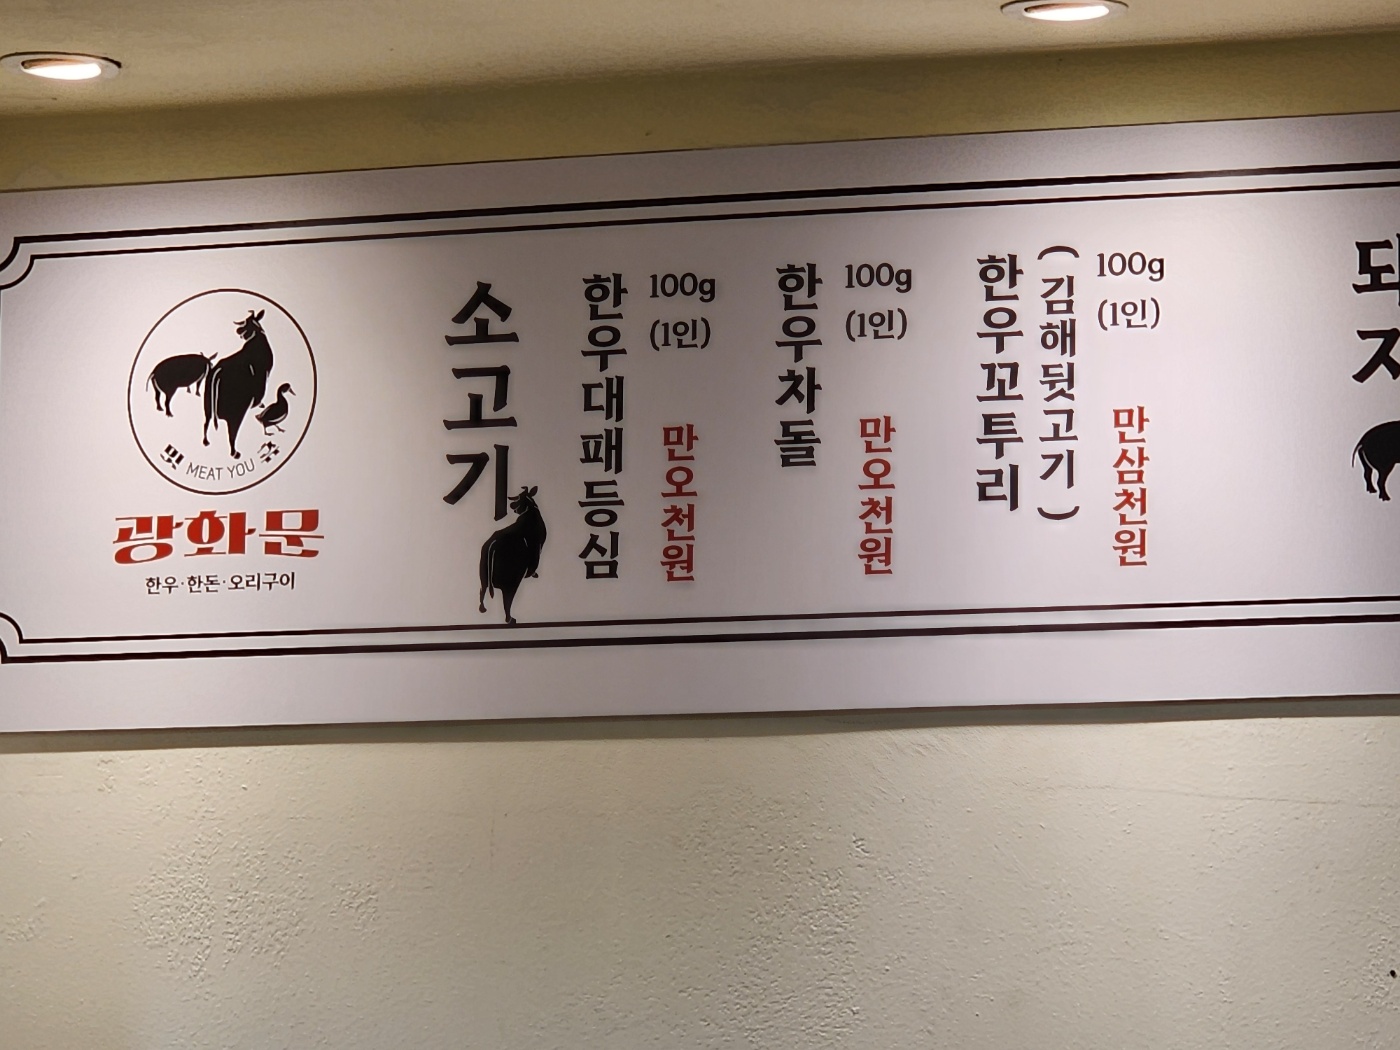 맛
MEAT YOU
춤
광화문
한우·한돈·오리구이
소고기
한우대패등심
100g
(1인)
만오천원
한우차돌
100g
(1인)
만오천원
한우꼬투리
(김해뒷고기)
100g
(1인)
만삼천원